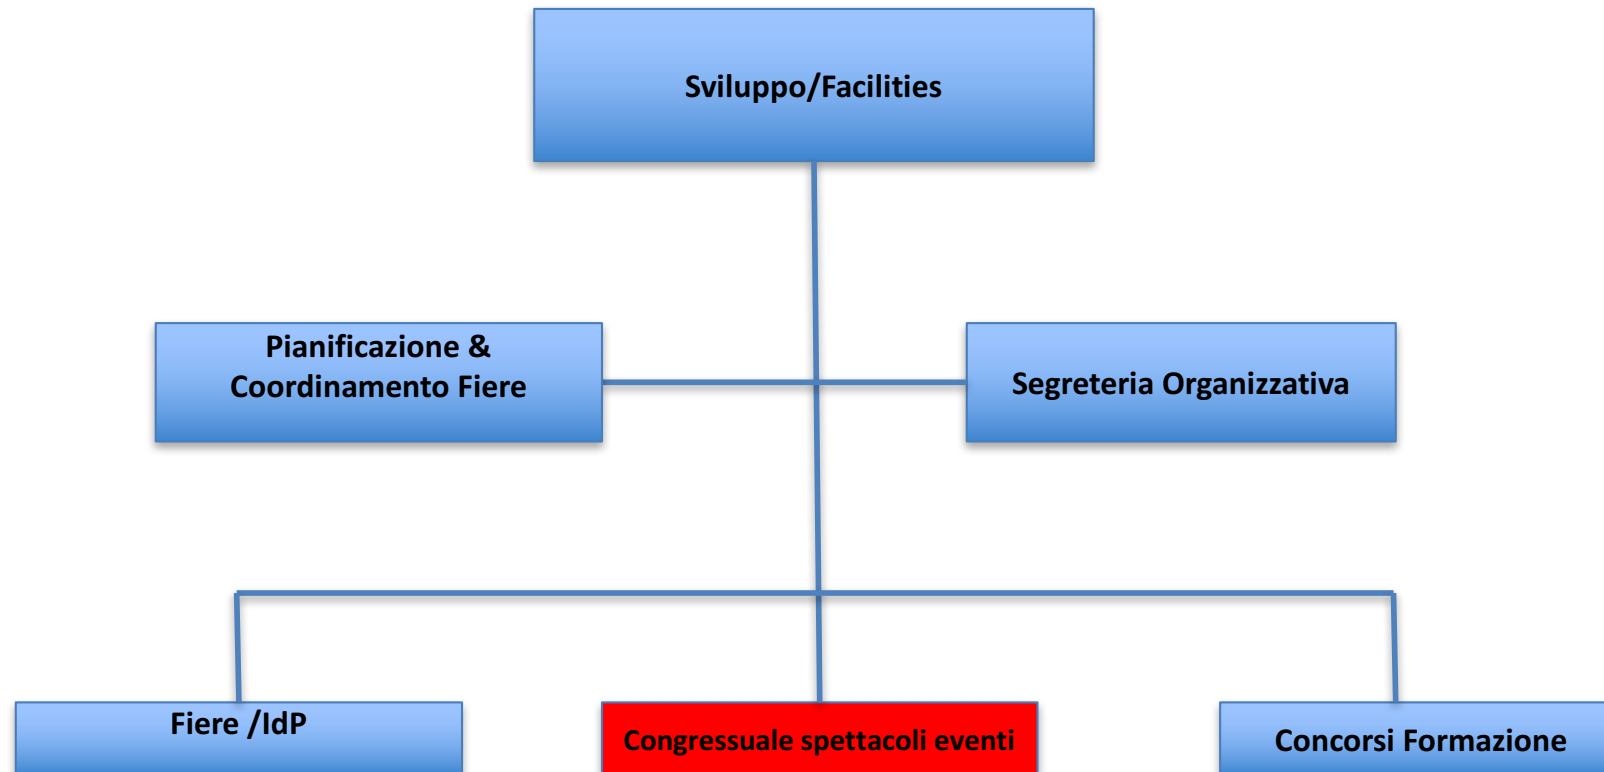 Sviluppo/Facilities
Pianificazione &
Coordinamento Fiere
Segreteria Organizzativa
Fiere /IdP
Congressuale spettacoli eventi
Concorsi Formazione